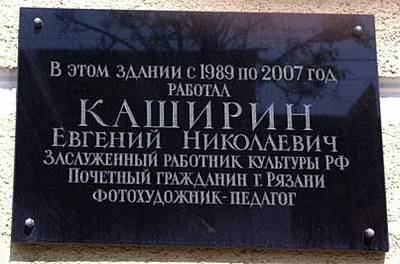 В этом здании с 1989 по 2007 год
РАБОТАЛ
КАШИРИН
Евгений Николаевич
Заслуженный работник культуры РФ
Почетный гражданин г. Рязани
фотохудожник-педагог